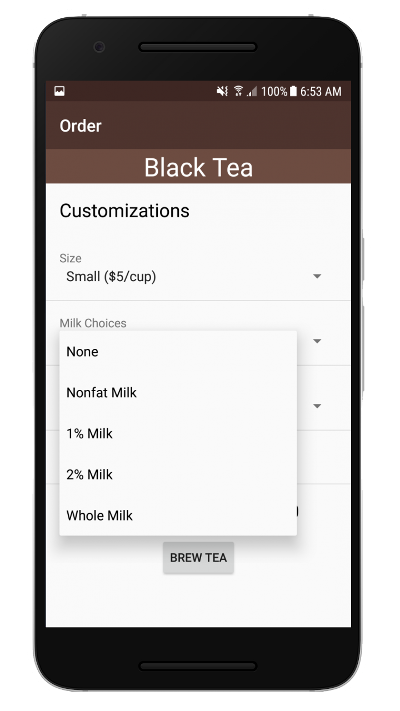 100% 6:53 AM
Order
Black Tea
Customizations
Size
Small ($5/cup)
Milk Choices
None
Nonfat Milk
1% Milk
2% Milk
Whole Milk
BREW TEA